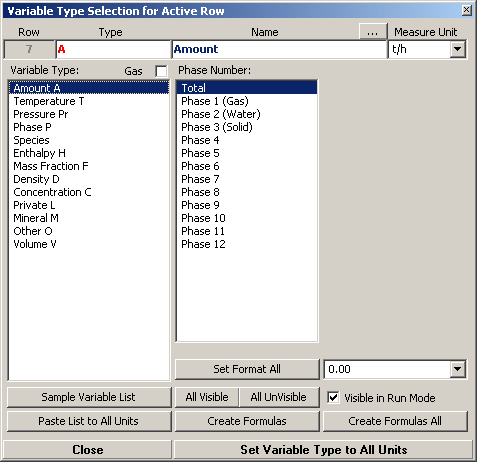 Variable Type Selection for Active Row
Row Type Name ... Measure Unit
7 A Amount t/h
Variable Type: Gas Phase Number:
Amount A
Temperature T
Pressure Pr
Phase P
Species
Enthalpy H
Mass Fraction F
Density D
Concentration C
Private L
Mineral M
Other O
Volume V
Total
Phase 1 (Gas)
Phase 2 (Water)
Phase 3 (Solid)
Phase 4
Phase 5
Phase 6
Phase 7
Phase 8
Phase 9
Phase 10
Phase 11
Phase 12
Set Format All 0.00
Sample Variable List All Visible All UnVisible Visible in Run Mode
Paste List to All Units Create Formulas Create Formulas All
Close Set Variable Type to All Units